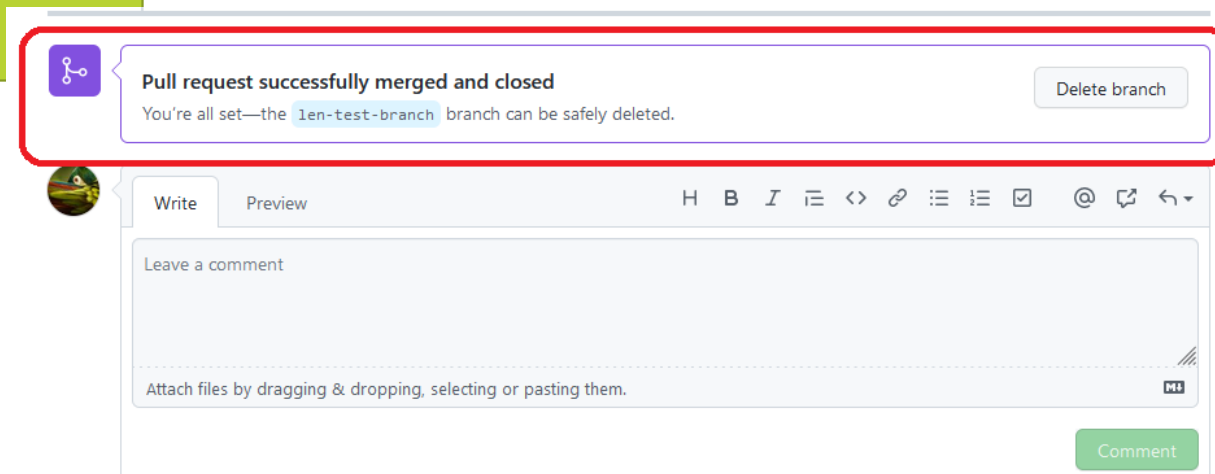 Pull request successfully merged and closed
Delete branch
You're all set—the len-test-branch branch can be safely deleted.
Write
Preview
Leave a comment
Attach files by dragging & dropping, selecting or pasting them.
Comment